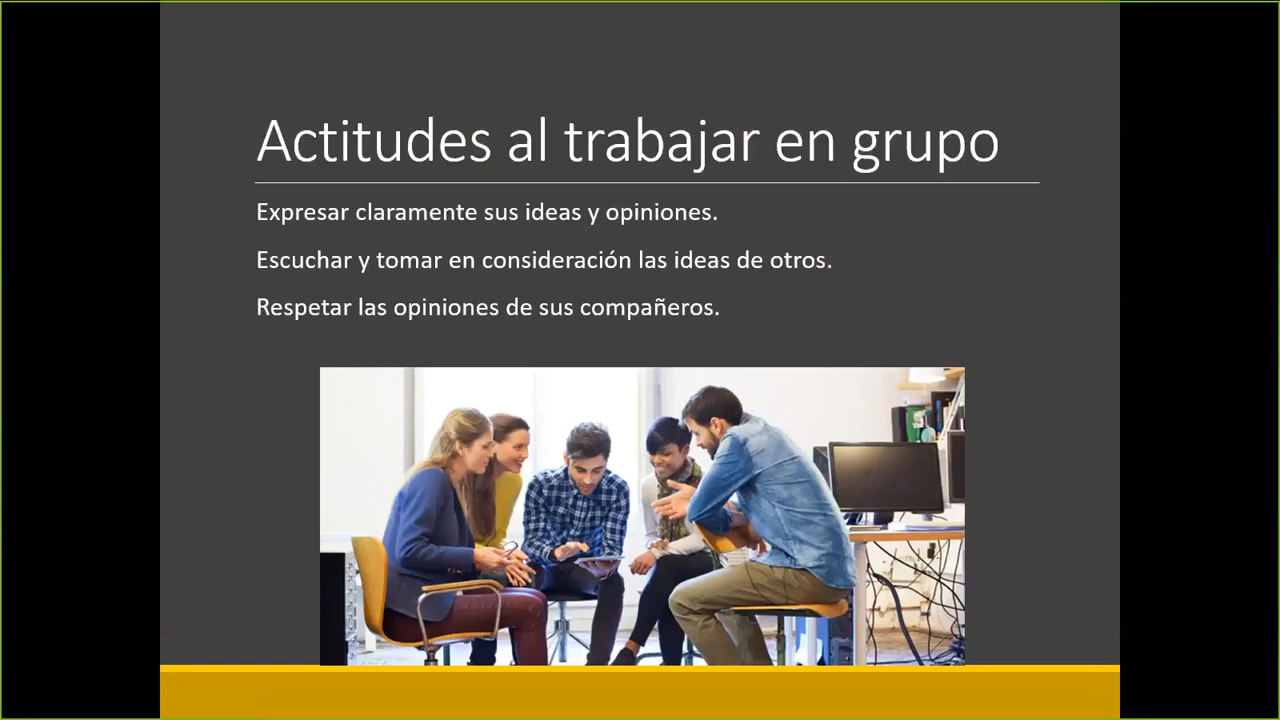 Actitudes al trabajar en grupo
Expresar claramente sus ideas y opiniones.
Escuchar y tomar en consideración las ideas de otros.
Respetar las opiniones de sus compañeros.